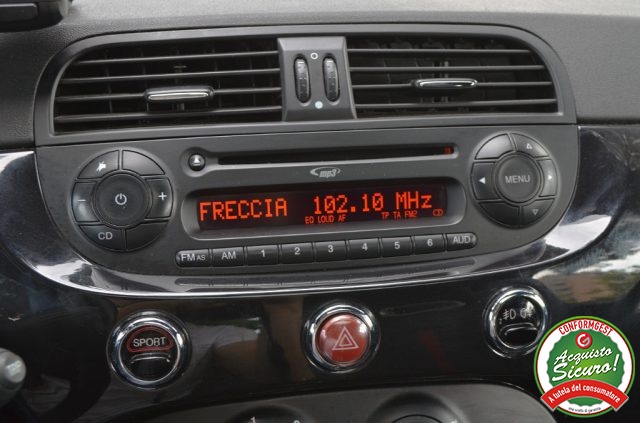 mp3
FRECCIA 102.10 MHz
EQ LOUD AF TP TA FM2 CD
MENU
CD
FM AS AM 1 2 3 4 5 6 AUD
SPORT
CONFORMGEST
Acquisto
Sicuro!
A tutela del consumatore